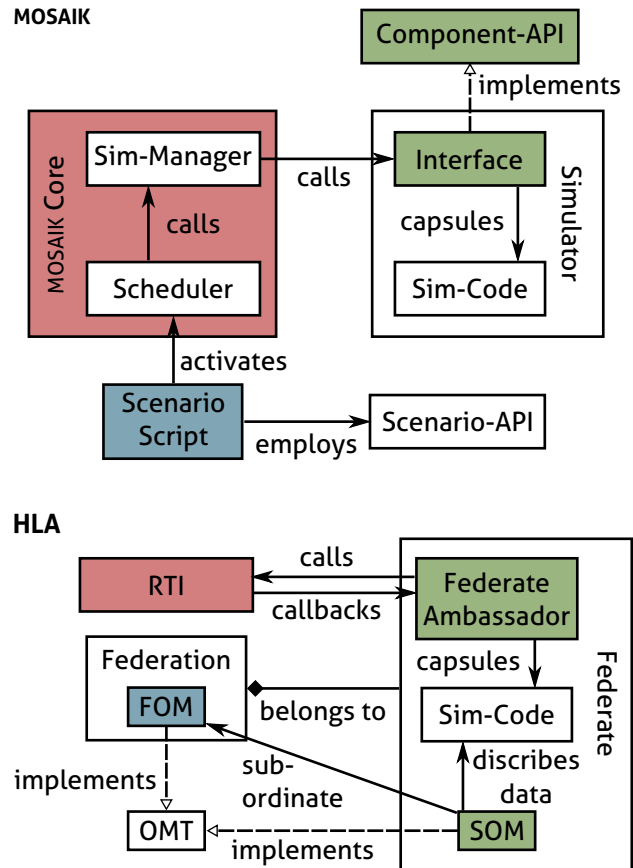 MOSAIK
Component-API
implements
MOSAIK Core
Sim-Manager
calls
Interface
Simulator
calls
capsules
Scheduler
Sim-Code
activates
Scenario
Script
employs
Scenario-API
HLA
RTI
calls
callbacks
Federate
Ambassador
Federate
Federation
FOM
belongs to
capsules
Sim-Code
implements
sub-
ordinate
discribes
data
OMT
implements
SOM